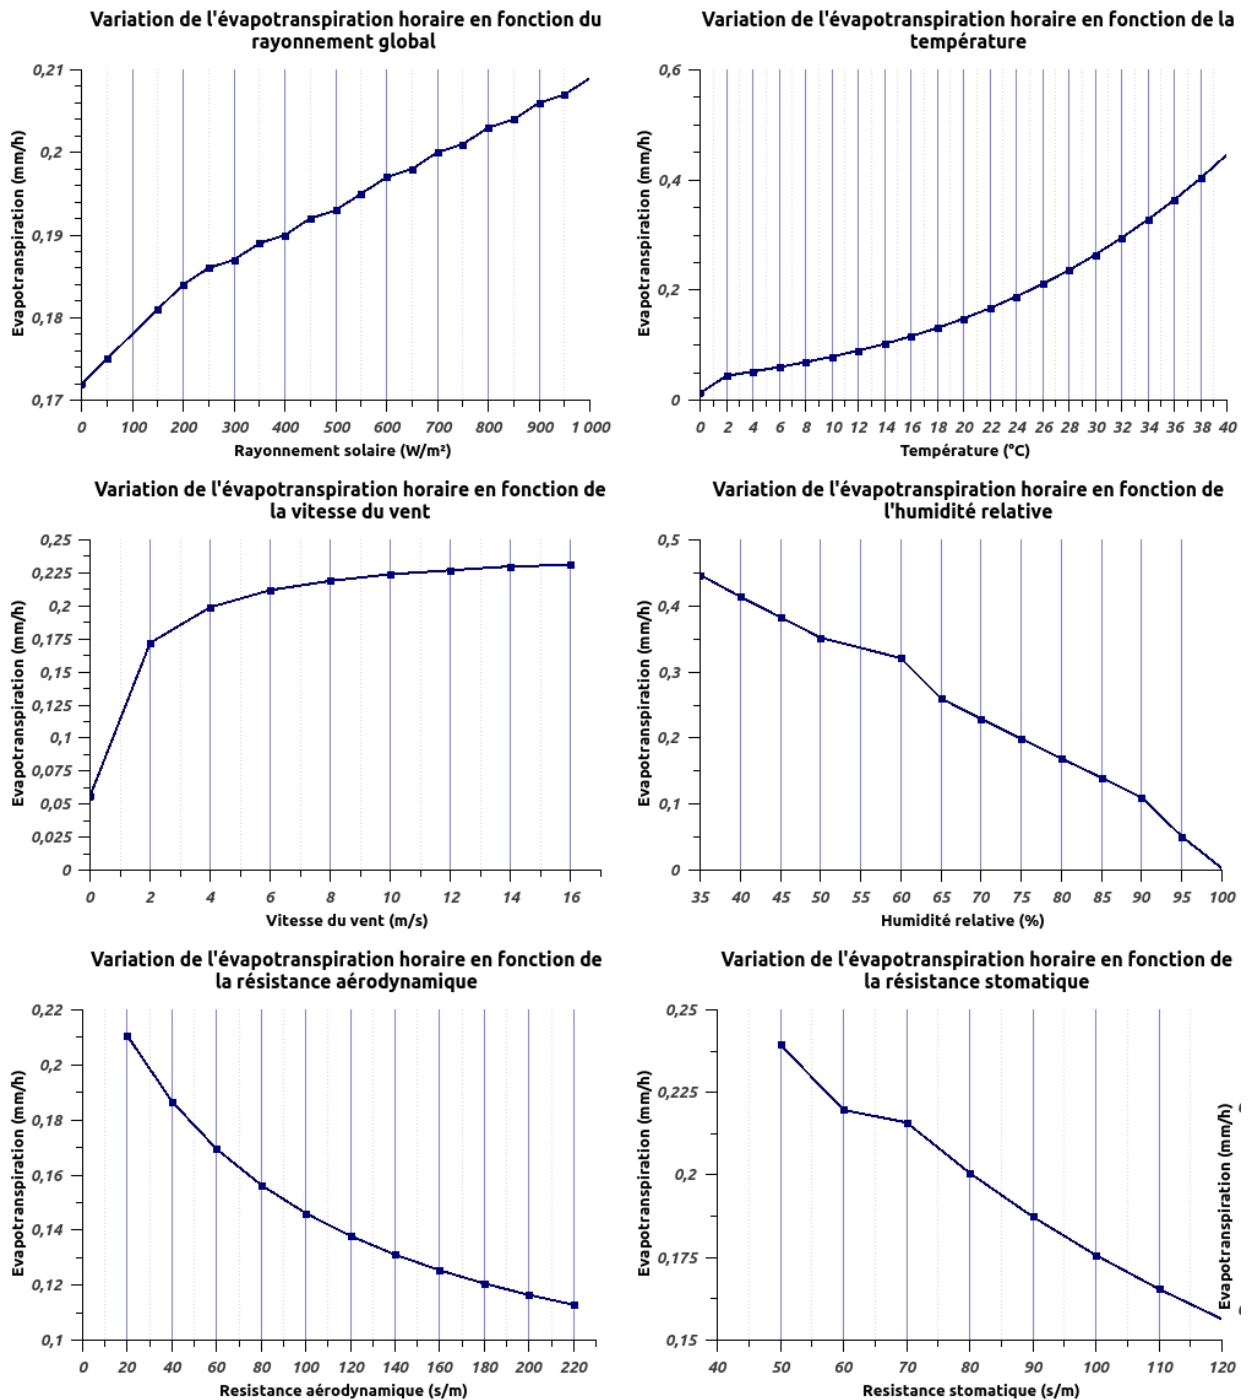 Variation de l'évapotranspiration horaire en fonction du
rayonnement global
Evapotranspiration (mm/h)
0,21
0,2
0,19
0,18
0,17
0 100 200 300 400 500 600 700 800 900 1 000
Rayonnement solaire (W/m²)
Variation de l'évapotranspiration horaire en fonction de la
température
Evapotranspiration (mm/h)
0,6
0,4
0,2
0
0 2 4 6 8 10 12 14 16 18 20 22 24 26 28 30 32 34 36 38 40
Température (°C)
Variation de l'évapotranspiration horaire en fonction de
la vitesse du vent
Evapotranspiration (mm/h)
0,25
0,225
0,2
0,175
0,15
0,125
0,1
0,075
0,05
0,025
0
0 2 4 6 8 10 12 14 16
Vitesse du vent (m/s)
Variation de l'évapotranspiration horaire en fonction de
l'humidité relative
Evapotranspiration (mm/h)
0,5
0,4
0,3
0,2
0,1
0
35 40 45 50 60 65 70 75 80 85 90 95 100
Humidité relative (%)
Variation de l'évapotranspiration horaire en fonction de
la résistance aérodynamique
Evapotranspiration (mm/h)
0,22
0,2
0,18
0,16
0,14
0,12
0,1
0 20 40 60 80 100 120 140 160 180 200 220
Resistance aérodynamique (s/m)
Variation de l'évapotranspiration horaire en fonction de
la résistance stomatique
Evapotranspiration (mm/h)
0,25
0,225
0,2
0,175
0,15
40 50 60 70 80 90 100 110 120
Resistance stomatique (s/m)
Evapotranspiration (mm/h)